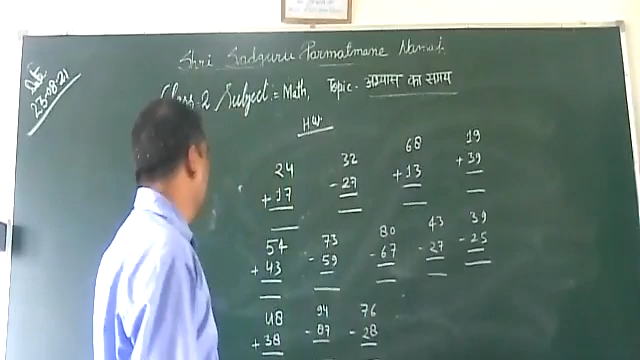 Shri Sadguru Parmatmane Namah
Date 23-08-21
Class-2 Subject:- Math, Topic- अभ्यास का समय
H.W.
24 32 68 19
+17 -27 +13 +39
54 73 80 43 39
+43 -59 -67 -27 -25
48 94 76
+38 -87 -28